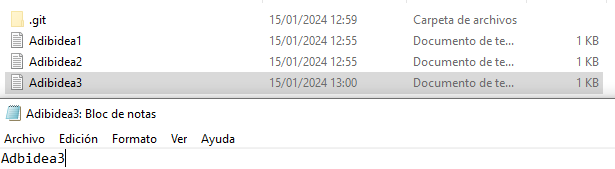 .git 15/01/2024 12:59 Carpeta de archivos
Adibidea1 15/01/2024 12:55 Documento de te... 1 KB
Adibidea2 15/01/2024 12:55 Documento de te... 1 KB
Adibidea3 15/01/2024 13:00 Documento de te... 1 KB
Adibidea3: Bloc de notas
Archivo Edición Formato Ver Ayuda
Adbidea3